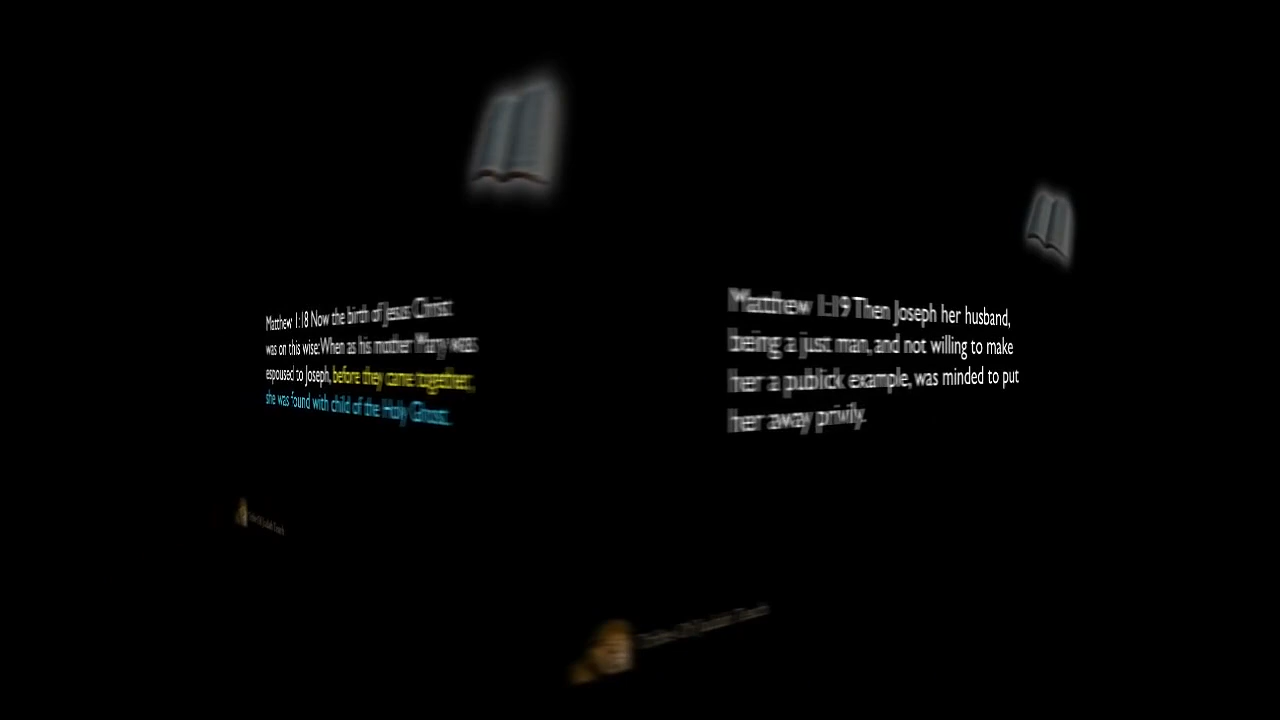 Matthew 1:18 Now the birth of Jesus Christ
was on this wise: When as his mother Mary was
espoused to Joseph, before they came together,
she was found with child of the Holy Ghost.
Matthew 1:19 Then Joseph her husband,
being a just man, and not willing to make
her a publick example, was minded to put
her away privily.